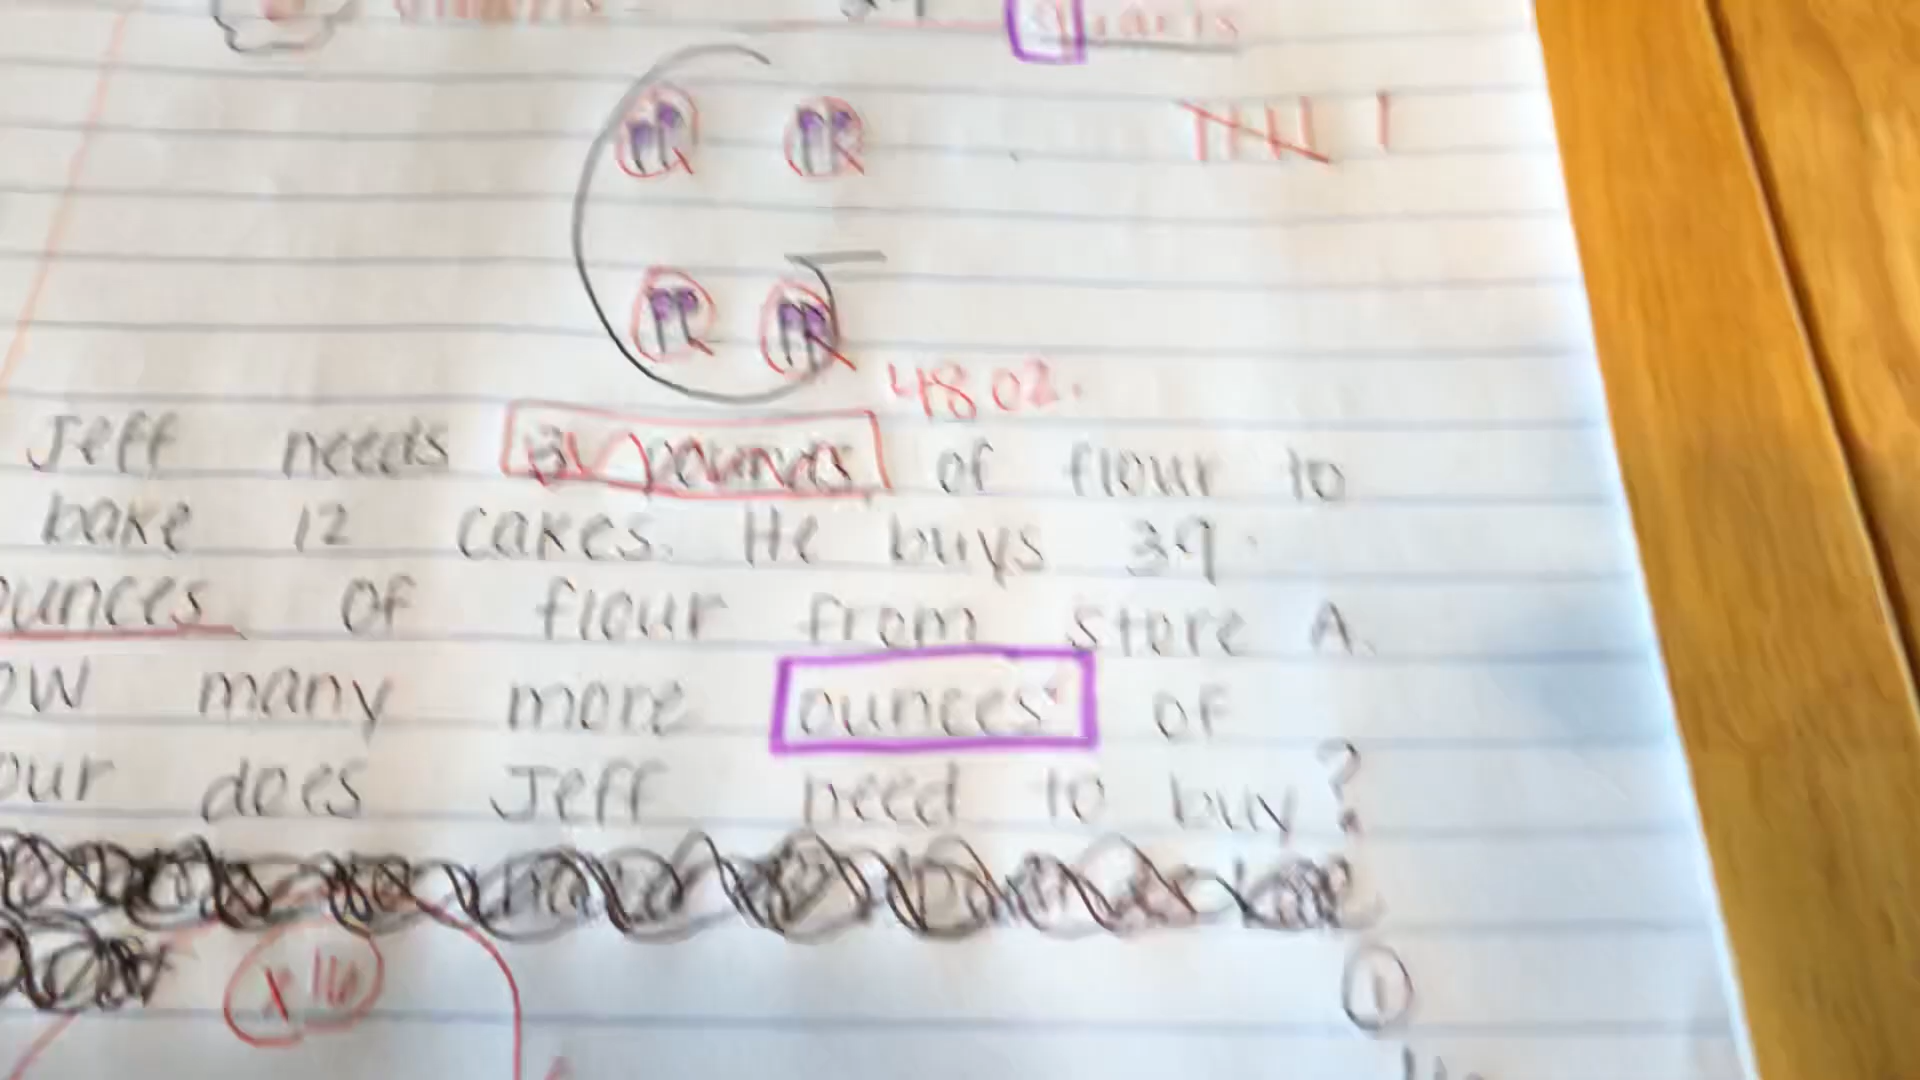 48 oz.
Jeff needs 3 pounds of flour to
bake 12 cakes. He buys 39
ounces of flour from store A.
ow many more ounces of
our does Jeff need to buy?
x16
1